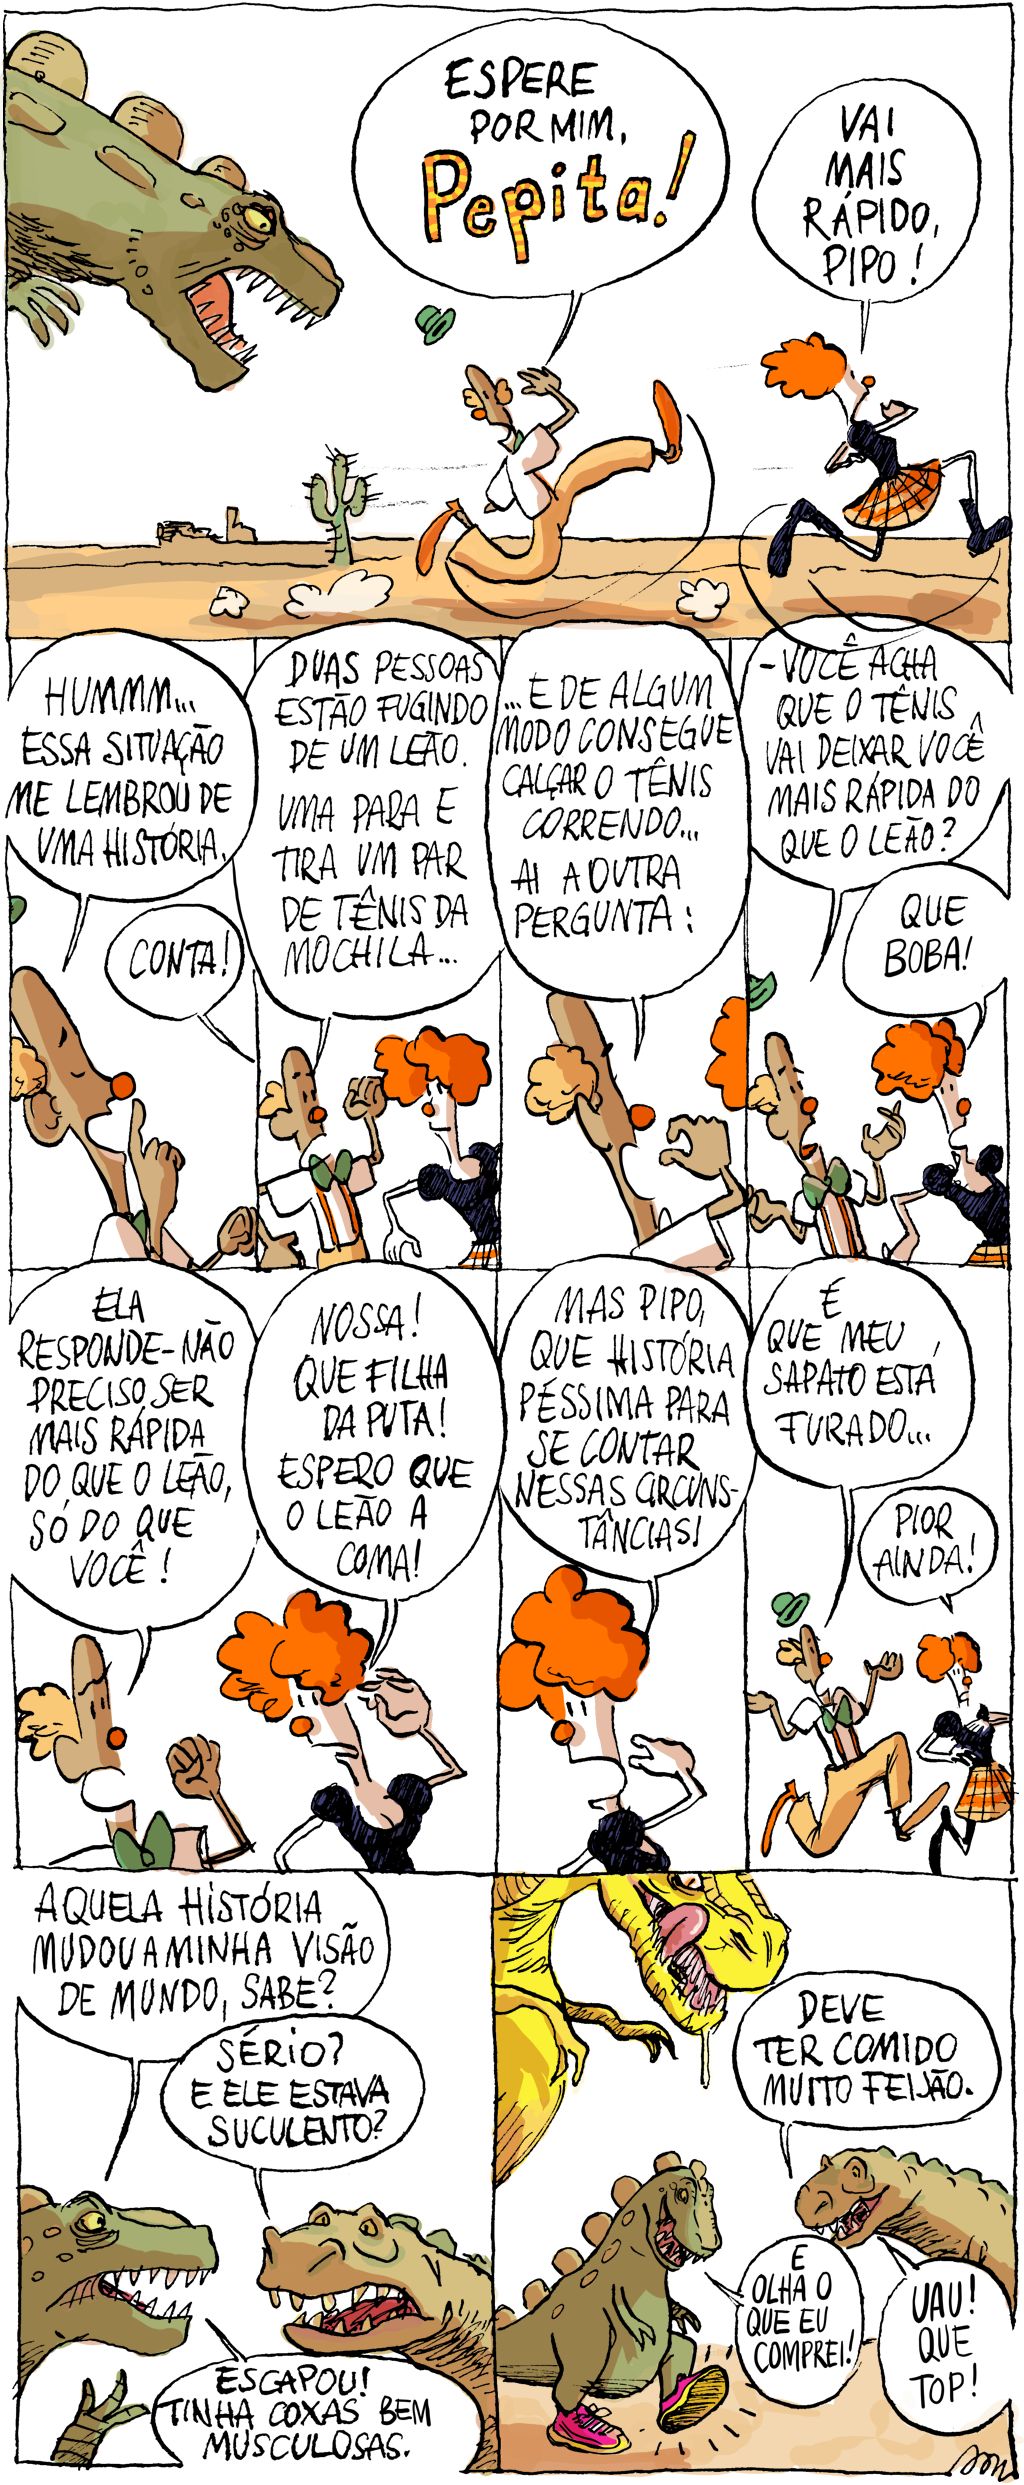 ESPERE
POR MIM,
Pepita!
VAI
MAIS
RÁPIDO,
PIPO!
HUMMM...
ESSA SITUAÇÃO
ME LEMBROU DE
UMA HISTÓRIA.
CONTA!
DUAS PESSOAS
ESTÃO FUGINDO
DE UM LEÃO.
UMA PARA E
TIRA UM PAR
DE TÊNIS DA
MOCHILA...
...E DE ALGUM
MODO CONSEGUE
CALÇAR O TÊNIS
CORRENDO...
AI A OUTRA
PERGUNTA:
-VOCÊ ACHA
QUE O TÊNIS
VAI DEIXAR VOCÊ
MAIS RÁPIDA DO
QUE O LEÃO?
QUE
BOBA!
ELA
RESPONDE-NÃO
PRECISO SER
MAIS RÁPIDA
DO QUE O LEÃO,
SÓ DO QUE
VOCÊ!
NOSSA!
QUE FILHA
DA PUTA!
ESPERO QUE
O LEÃO A
COMA!
MAS PIPO,
QUE HISTÓRIA
PÉSSIMA PARA
SE CONTAR
NESSAS CIRCUNS-
TÂNCIAS!
É
QUE MEU
SAPATO ESTÁ
FURADO...
PIOR
AINDA!
AQUELA HISTÓRIA
MUDOU A MINHA VISÃO
DE MUNDO, SABE?
SÉRIO?
E ELE ESTAVA
SUCULENTO?
ESCAPOU!
TINHA COXAS BEM
MUSCULOSAS.
DEVE
TER COMIDO
MUITO FEIJÃO.
E
OLHA O
QUE EU
COMPREI!
UAU!
QUE
TOP!